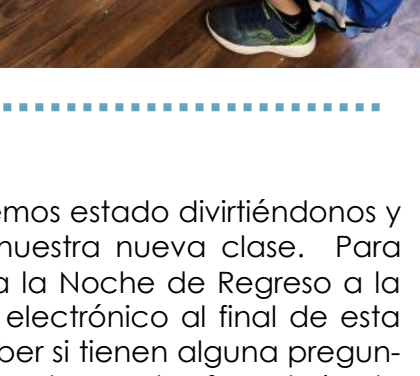 emos estado divirtiéndonos y
nuestra nueva clase. Para
a la Noche de Regreso a la
electrónico al final de esta
ber si tienen alguna pregun-